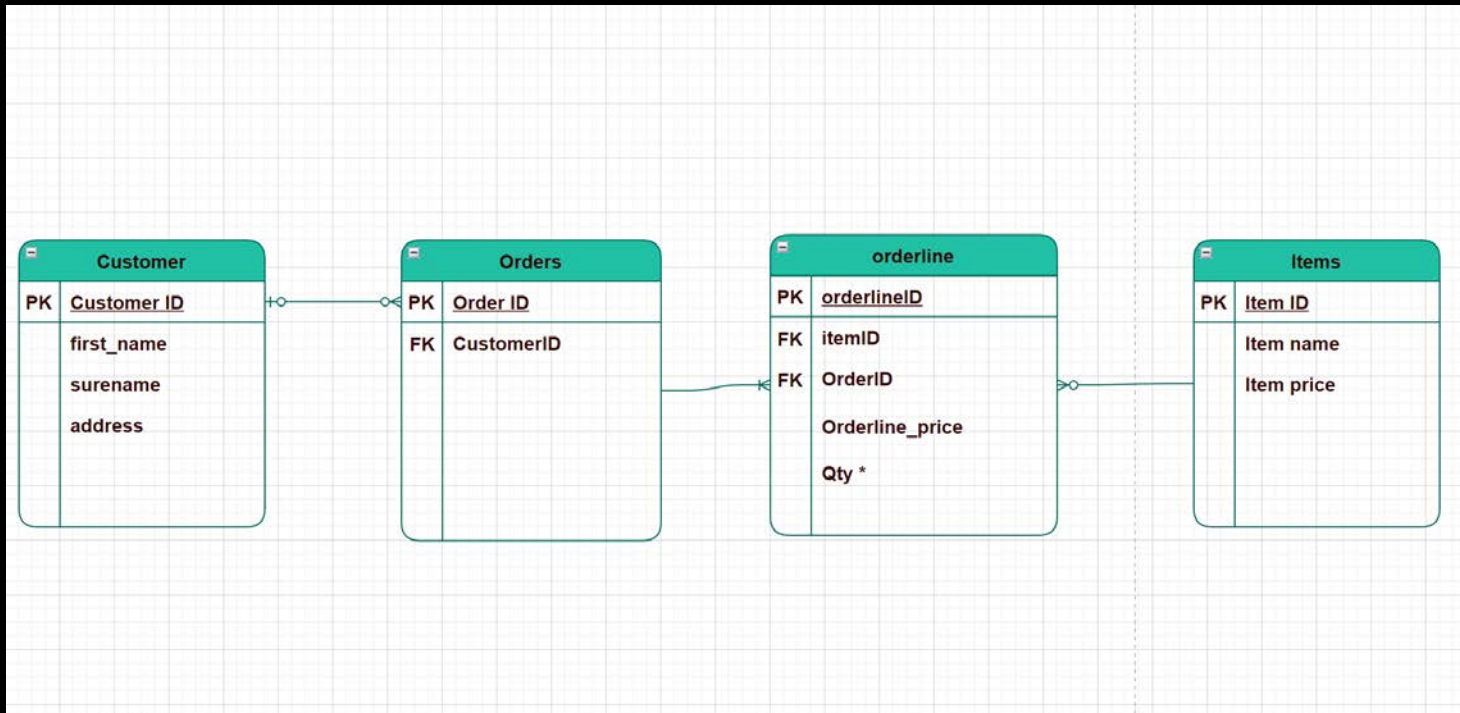 Customer
PK Customer ID
first_name
surename
address
Orders
PK Order ID
FK CustomerID
orderline
PK orderlineID
FK itemID
FK OrderID
Orderline_price
Qty *
Items
PK Item ID
Item name
Item price